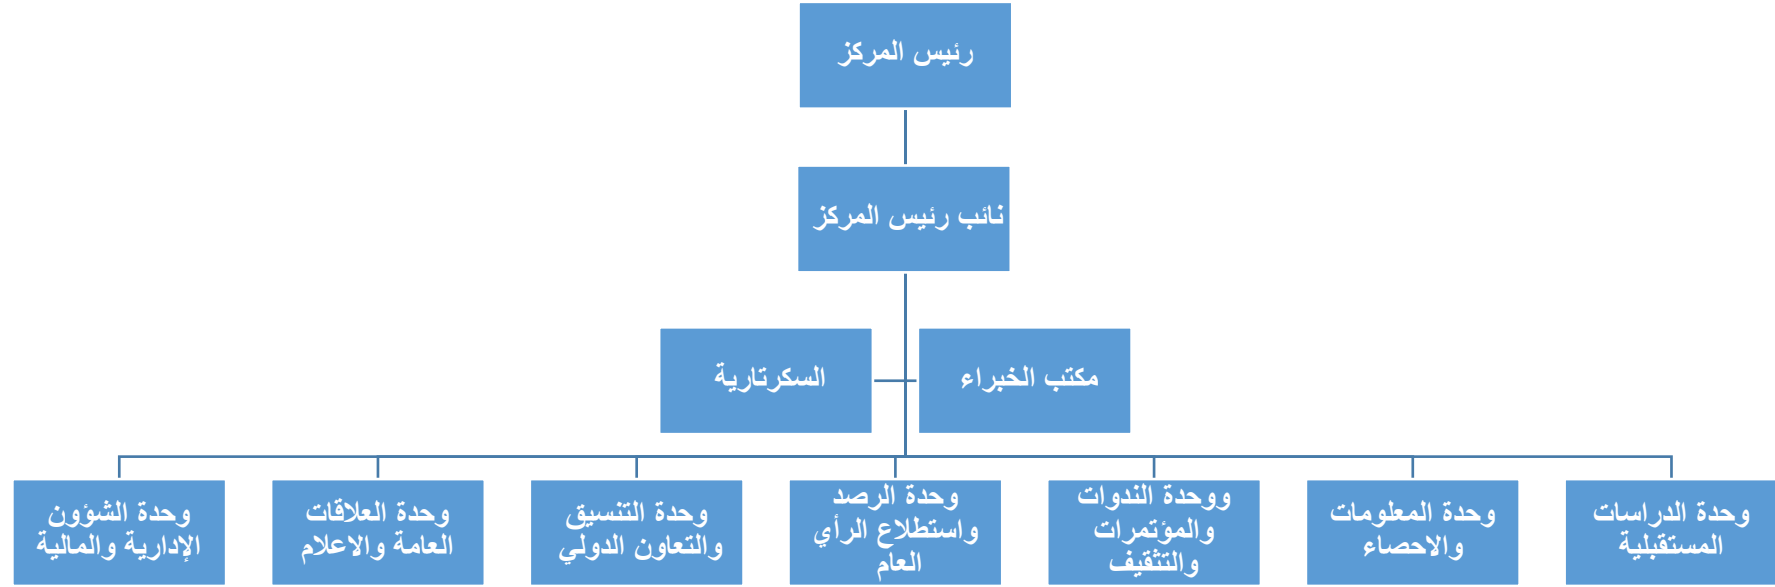 رئيس المركز
نائب رئيس المركز
مكتب الخبراء
السكرتارية
وحدة الدراسات
المستقبلية
وحدة المعلومات
والاحصاء
ووحدة الندوات
والمؤتمرات
والتثقيف
وحدة الرصد
واستطلاع الرأي
العام
وحدة التنسيق
والتعاون الدولي
وحدة العلاقات
العامة والاعلام
وحدة الشؤون
الإدارية والمالية